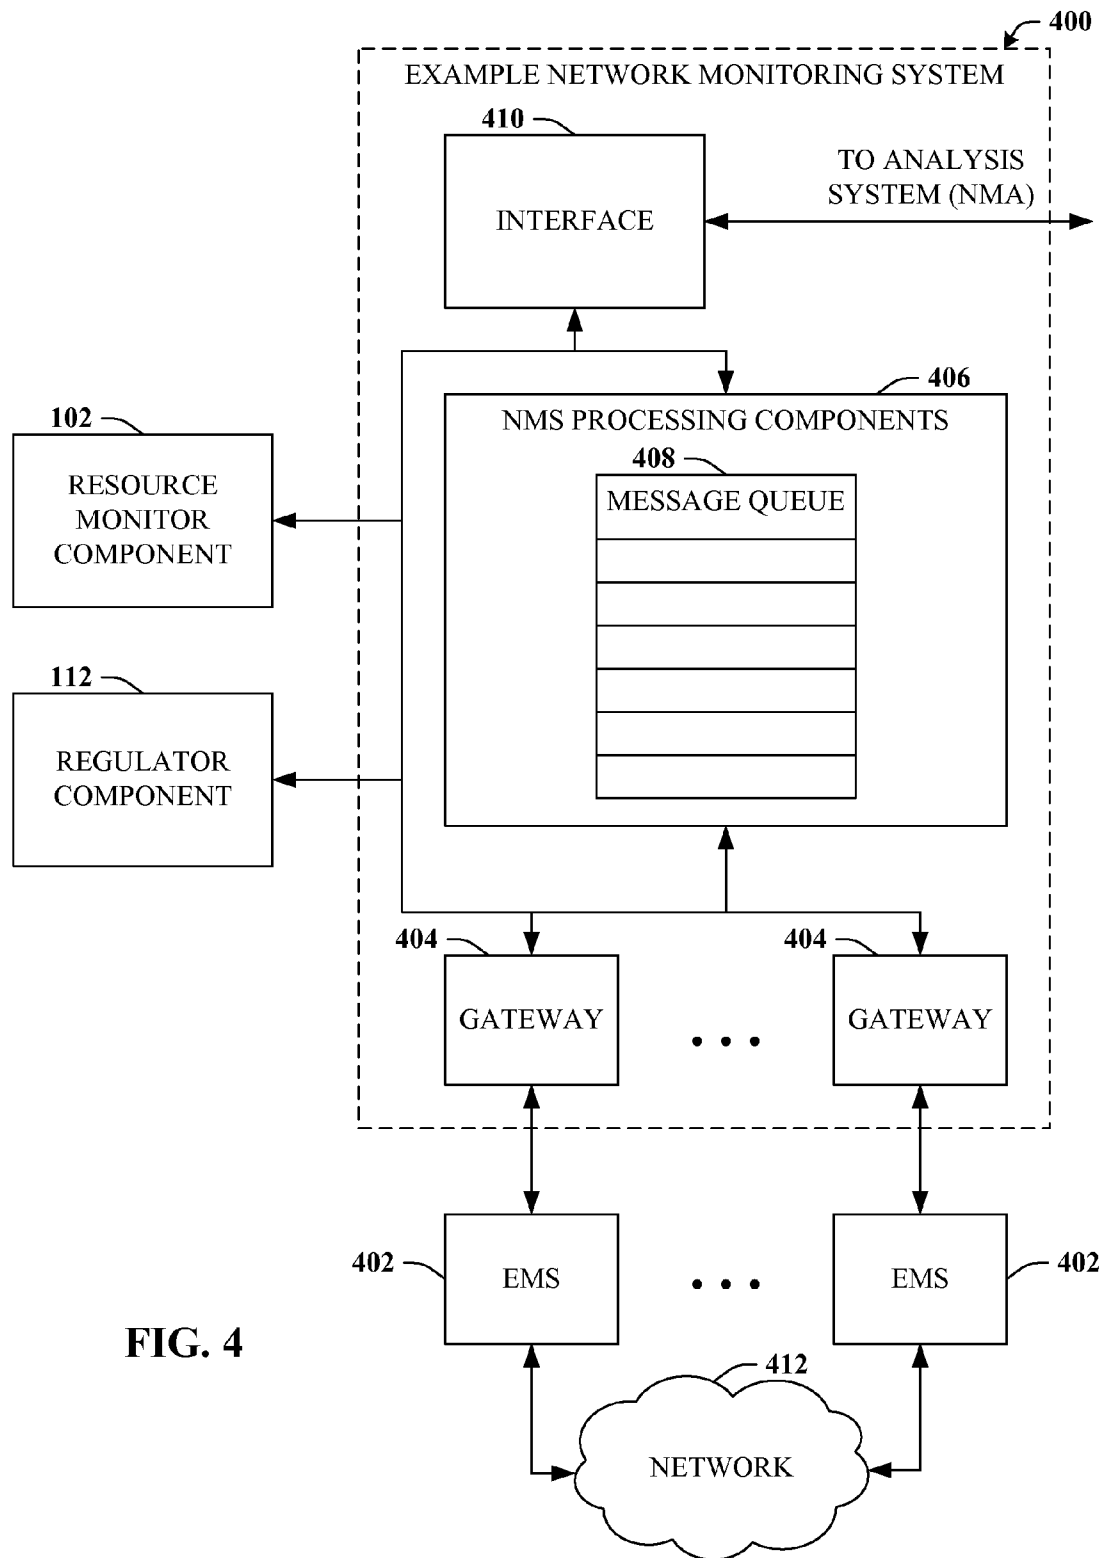 400
EXAMPLE NETWORK MONITORING SYSTEM
410
INTERFACE
TO ANALYSIS
SYSTEM (NMA)
406
NMS PROCESSING COMPONENTS
408
MESSAGE QUEUE
102
RESOURCE
MONITOR
COMPONENT
112
REGULATOR
COMPONENT
404
GATEWAY
404
GATEWAY
402
EMS
EMS
402
FIG. 4
412
NETWORK